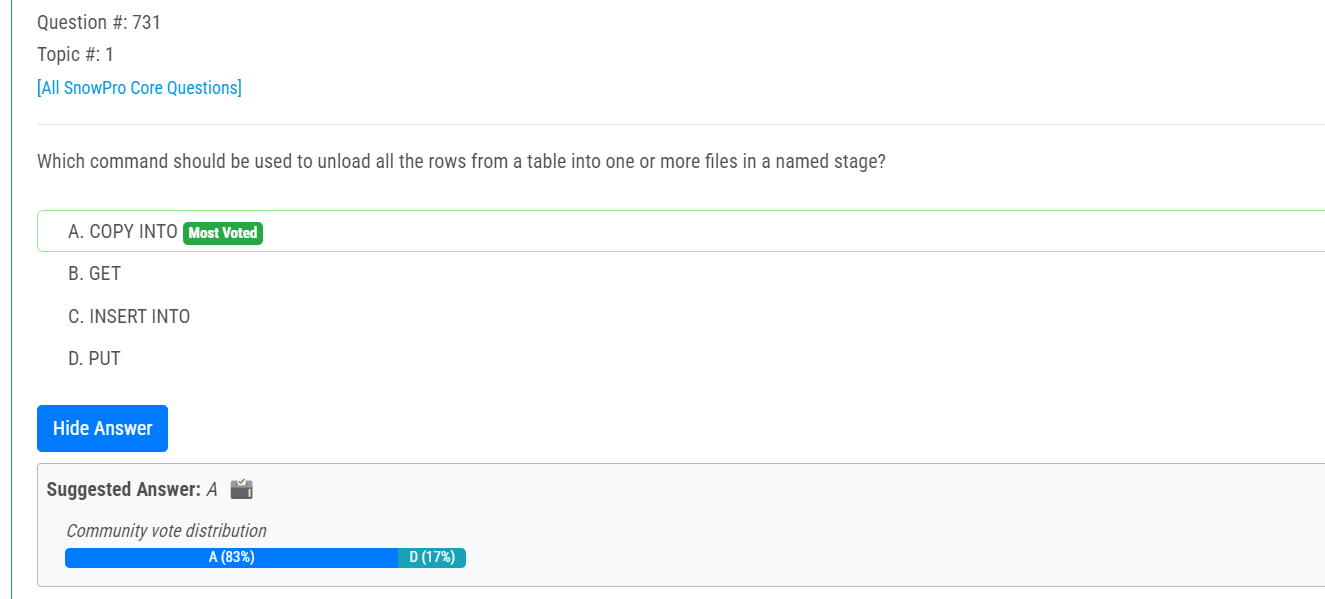 Question #: 731
Topic #: 1
[All SnowPro Core Questions]
Which command should be used to unload all the rows from a table into one or more files in a named stage?
A. COPY INTO Most Voted
B. GET
C. INSERT INTO
D. PUT
Hide Answer
Suggested Answer: A
Community vote distribution
A (83%) D (17%)